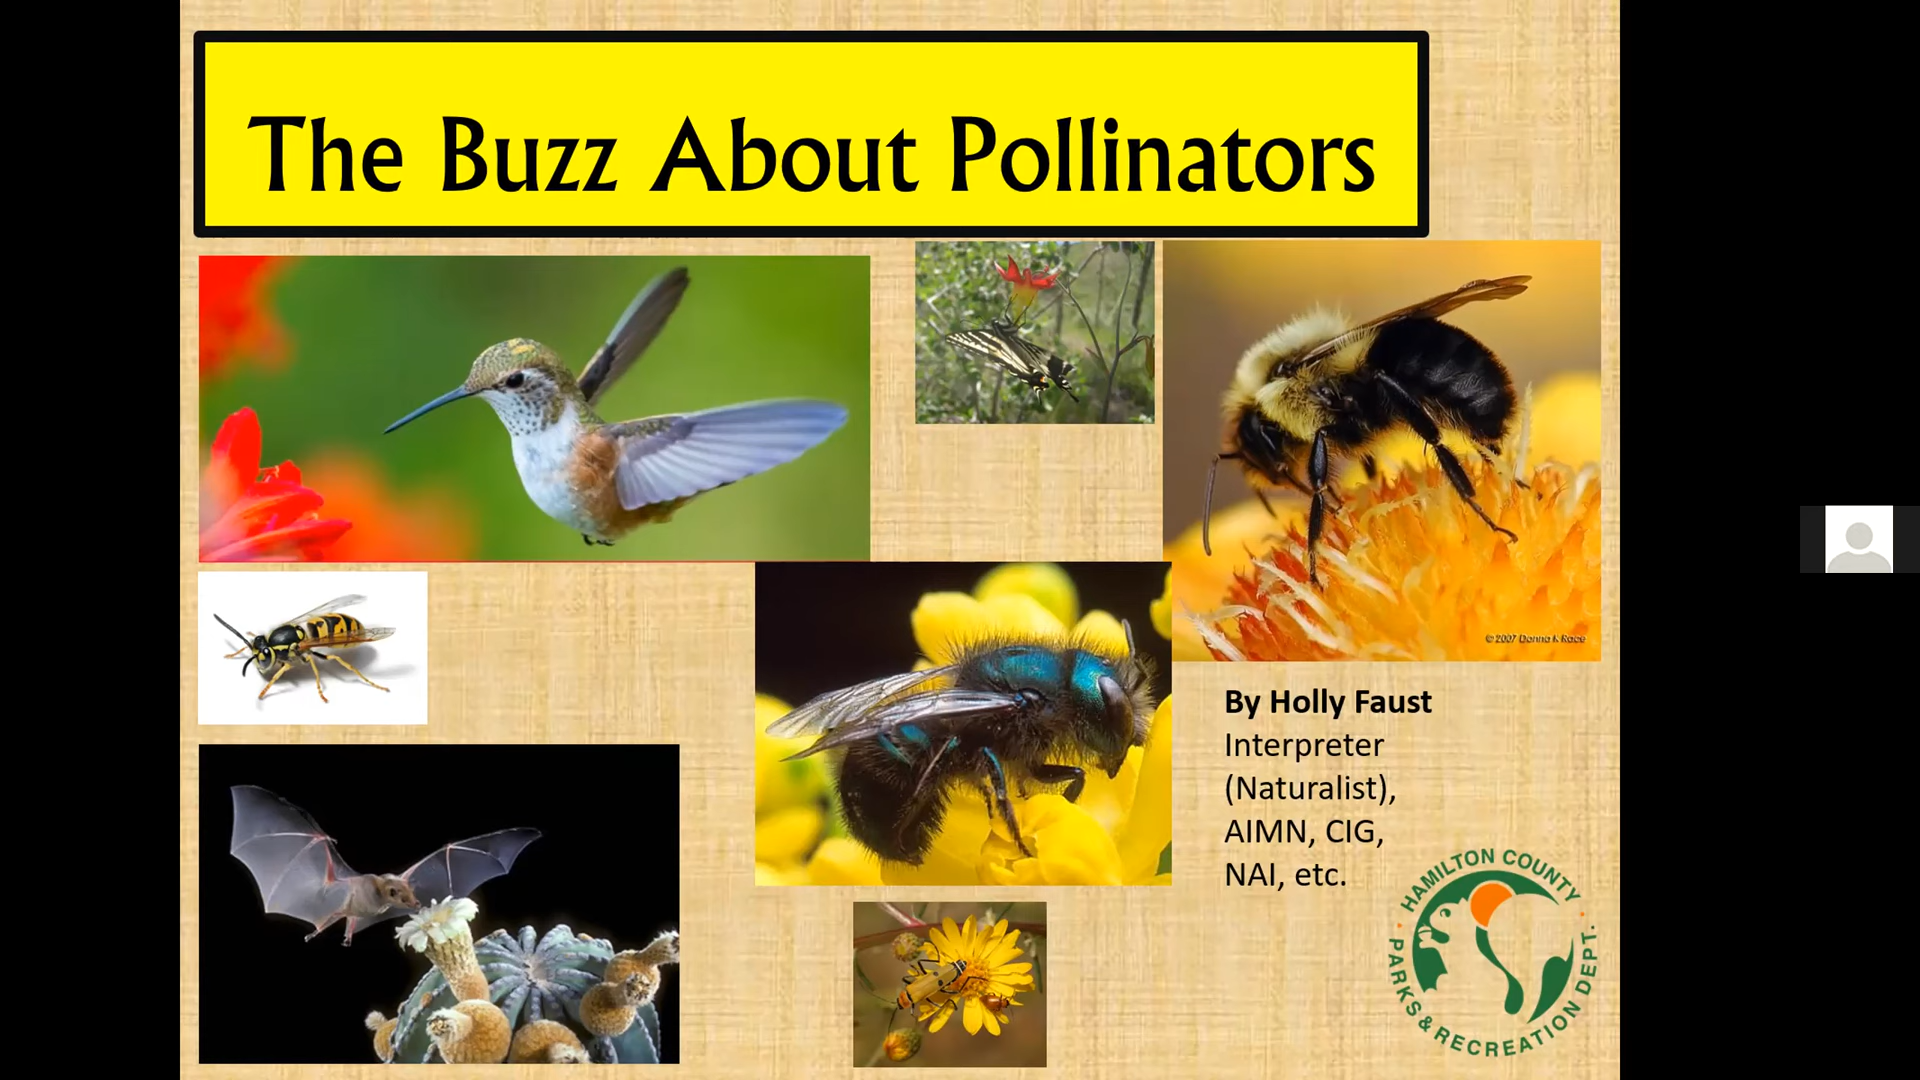 The Buzz About Pollinators
© 2007 Donna K Race
By Holly Faust
Interpreter
(Naturalist),
AIMN, CIG,
NAI, etc.
HAMILTON COUNTY
PARKS & RECREATION DEPT.